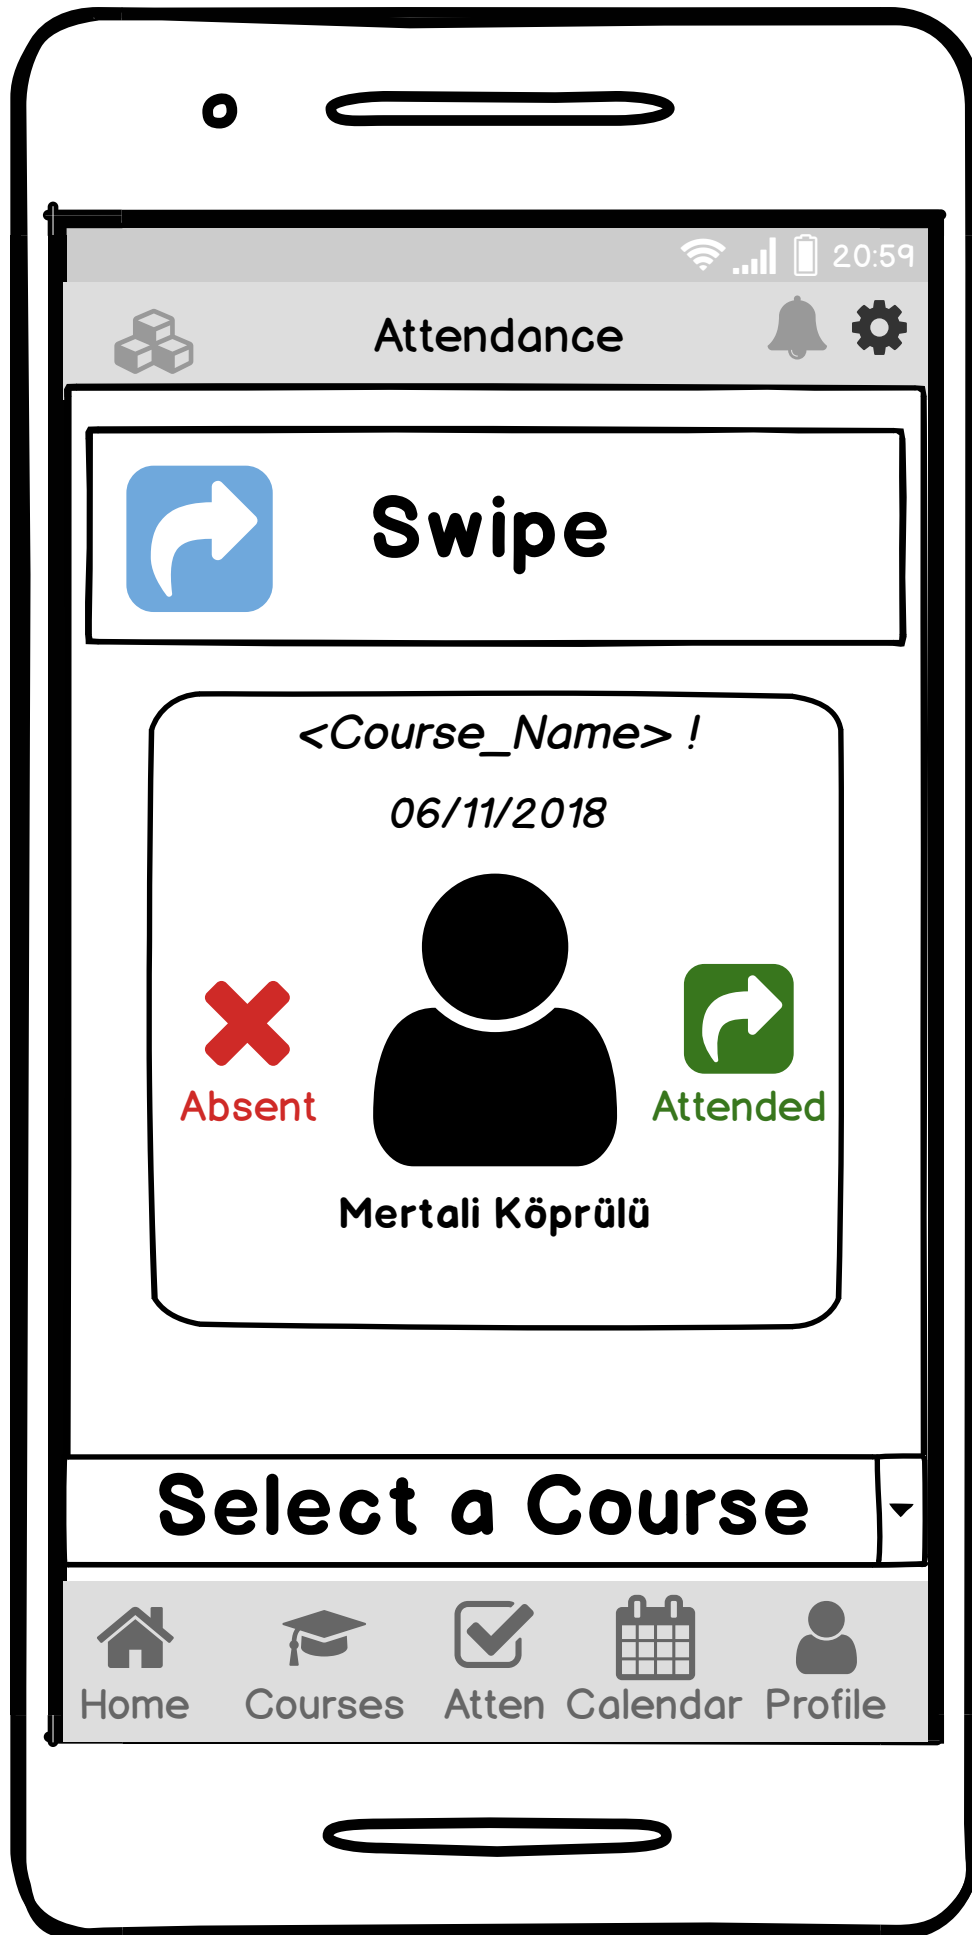 20:59
Attendance
Swipe
<Course_Name> !
06/11/2018
Absent
Attended
Mertali Köprülü
Select a Course
Home Courses Atten Calendar Profile